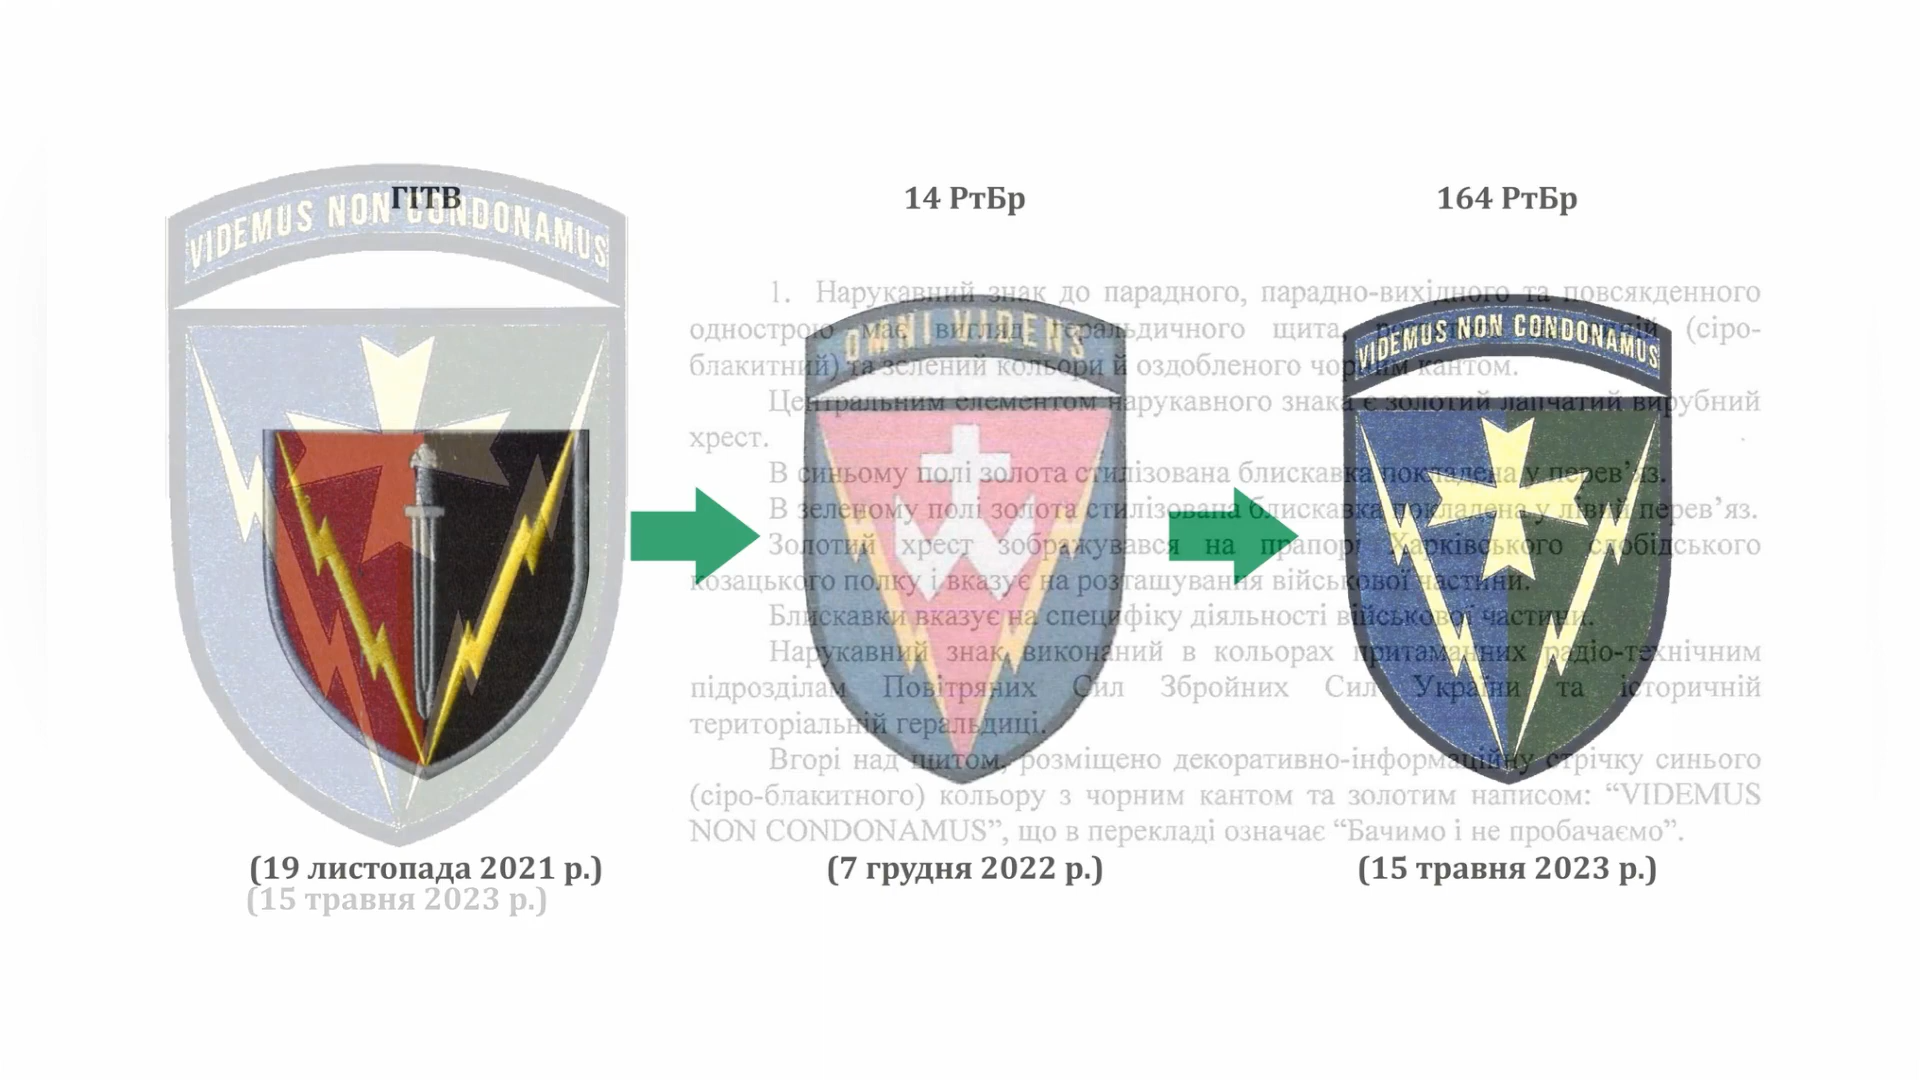 ГІТВ
14 РтБр
164 РтБр
VIDEMUS NON CONDONAMUS
OMNI VIDENS
VIDEMUS NON CONDONAMUS
1. Нарукавний знак до парадного, парадно-вихідного та повсякденного
однострою має вигляд геральдичного щита, (сіро-
блакитний) та зелений кольори й оздобленого чорним кантом.
Центральним елементом нарукавного знака є золотий лапчатий вирубний
хрест.
В синьому полі золота стилізована блискавка покладена у перев’яз.
В зеленому полі золота стилізована блискавка покладена у лівий перев’яз.
Золотий хрест зображувався на прапорі Харківського слобідського
козацького полку і вказує на розташування військової частини.
Блискавки вказує на специфіку діяльності військової частини.
Нарукавний знак виконаний в кольорах притаманних радіо-технічним
підрозділам Повітряних Сил Збройних Сил України та історичній
територіальній геральдиці.
Вгорі над щитом, розміщено декоративно-інформаційну стрічку синього
(сіро-блакитного) кольору з чорним кантом та золотим написом: “VIDEMUS
NON CONDONAMUS”, що в перекладі означає “Бачимо і не пробачаємо”.
(19 листопада 2021 р.)
(7 грудня 2022 р.)
(15 травня 2023 р.)
(15 травня 2023 р.)